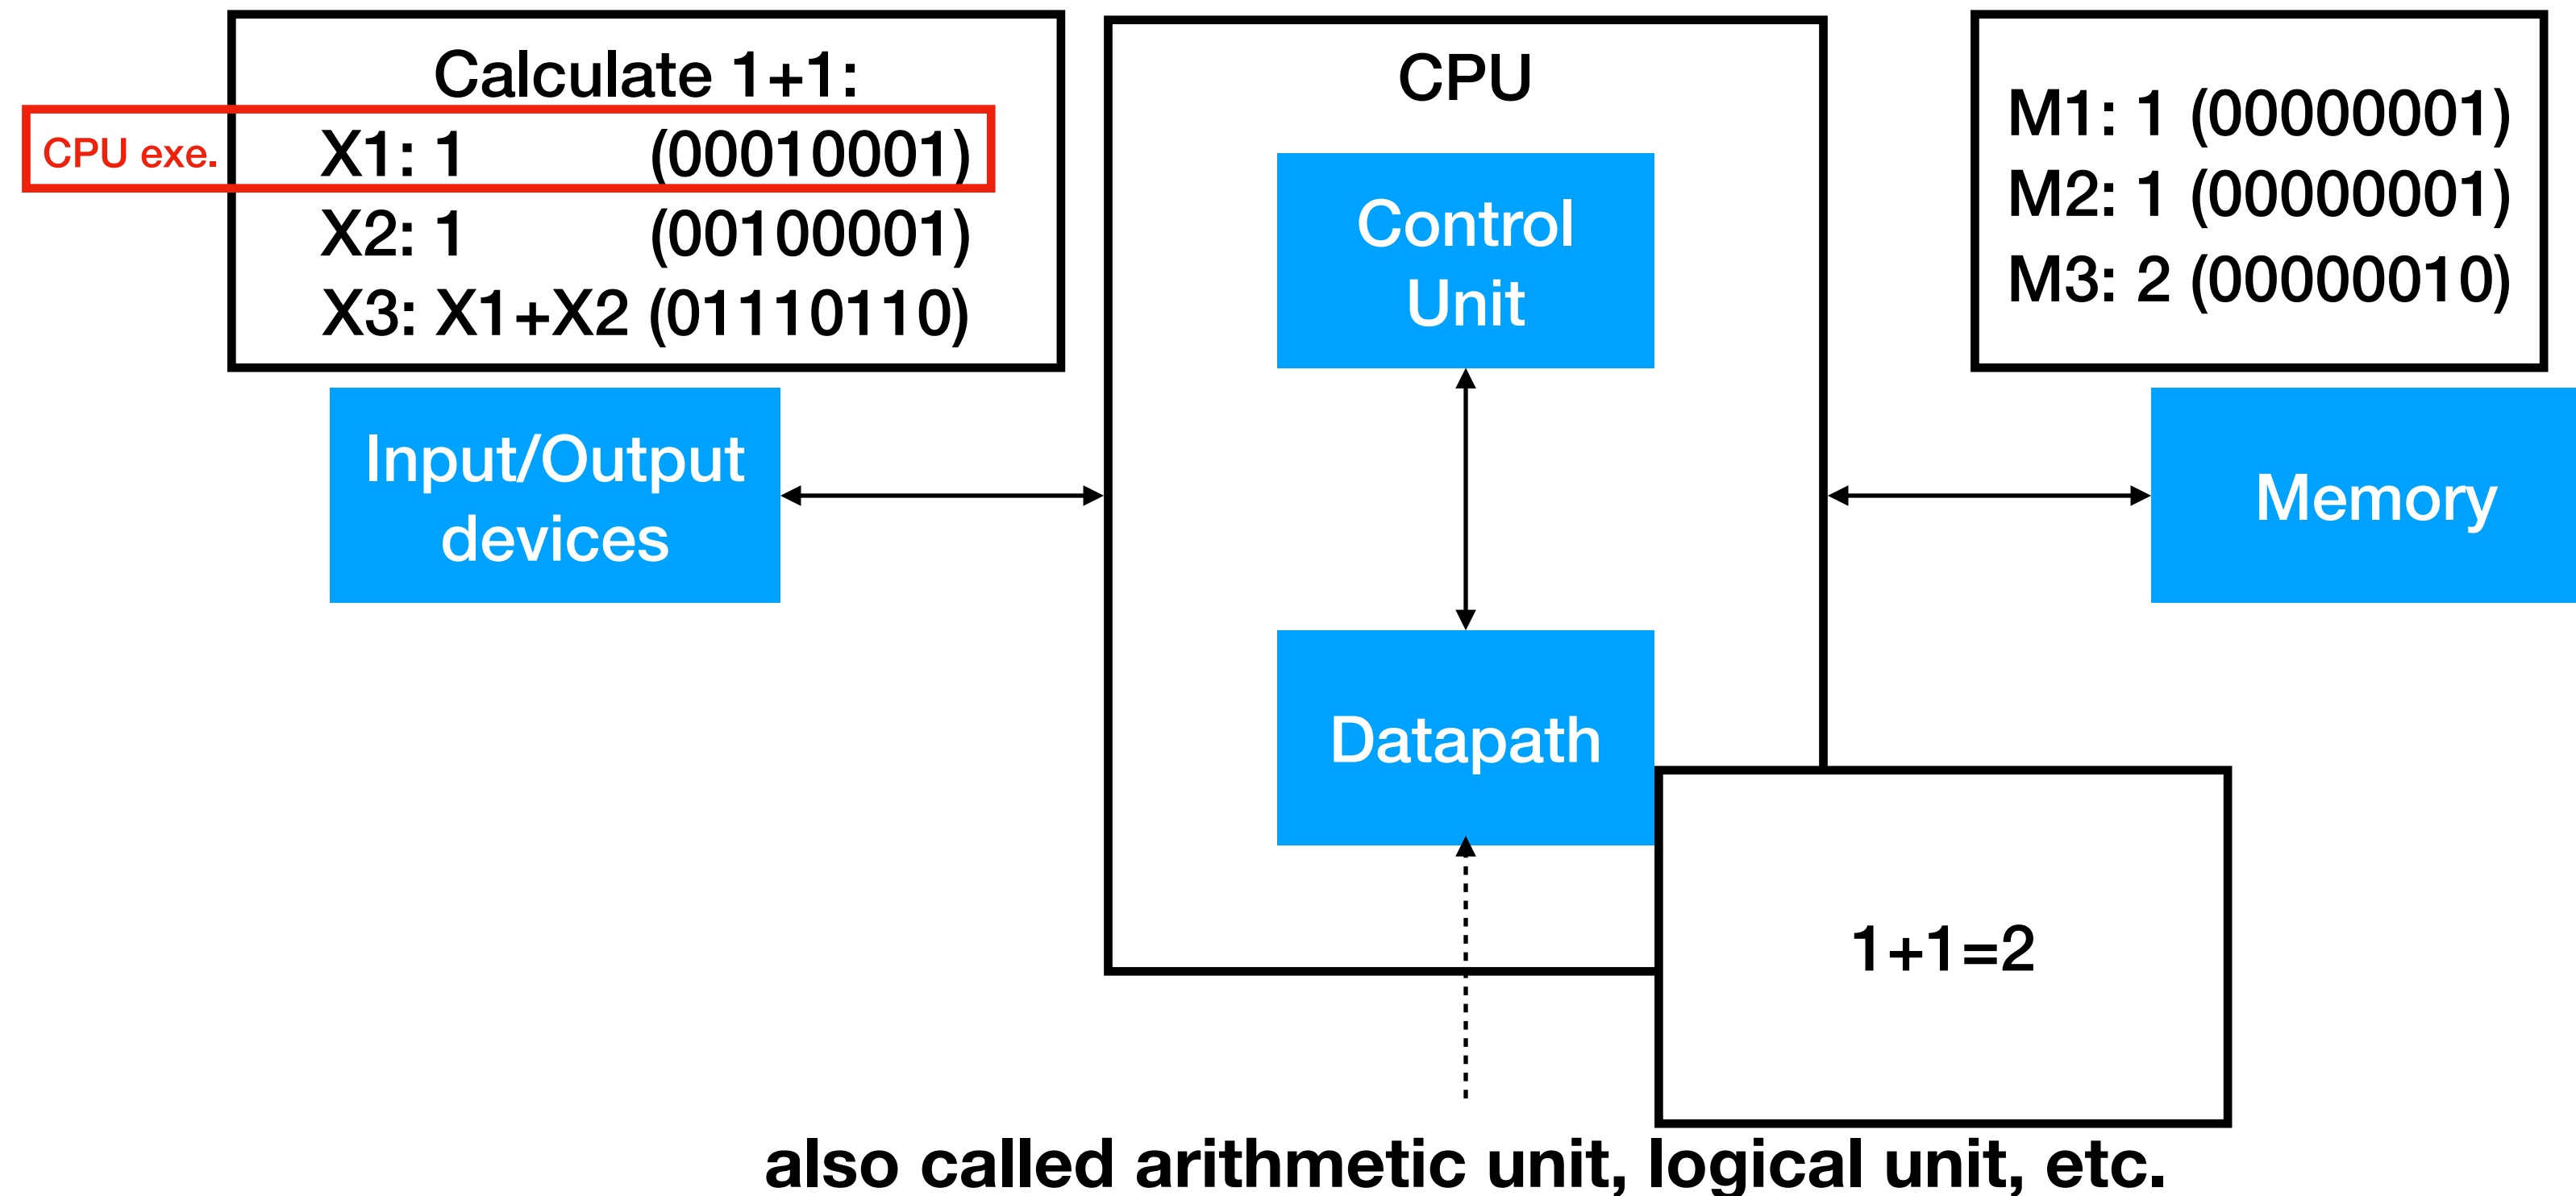 Calculate 1+1:
CPU exe.
X1: 1 (00010001)
X2: 1 (00100001)
X3: X1+X2 (01110110)
Input/Output
devices
CPU
Control
Unit
Datapath
M1: 1 (00000001)
M2: 1 (00000001)
M3: 2 (00000010)
Memory
1+1=2
also called arithmetic unit, logical unit, etc.